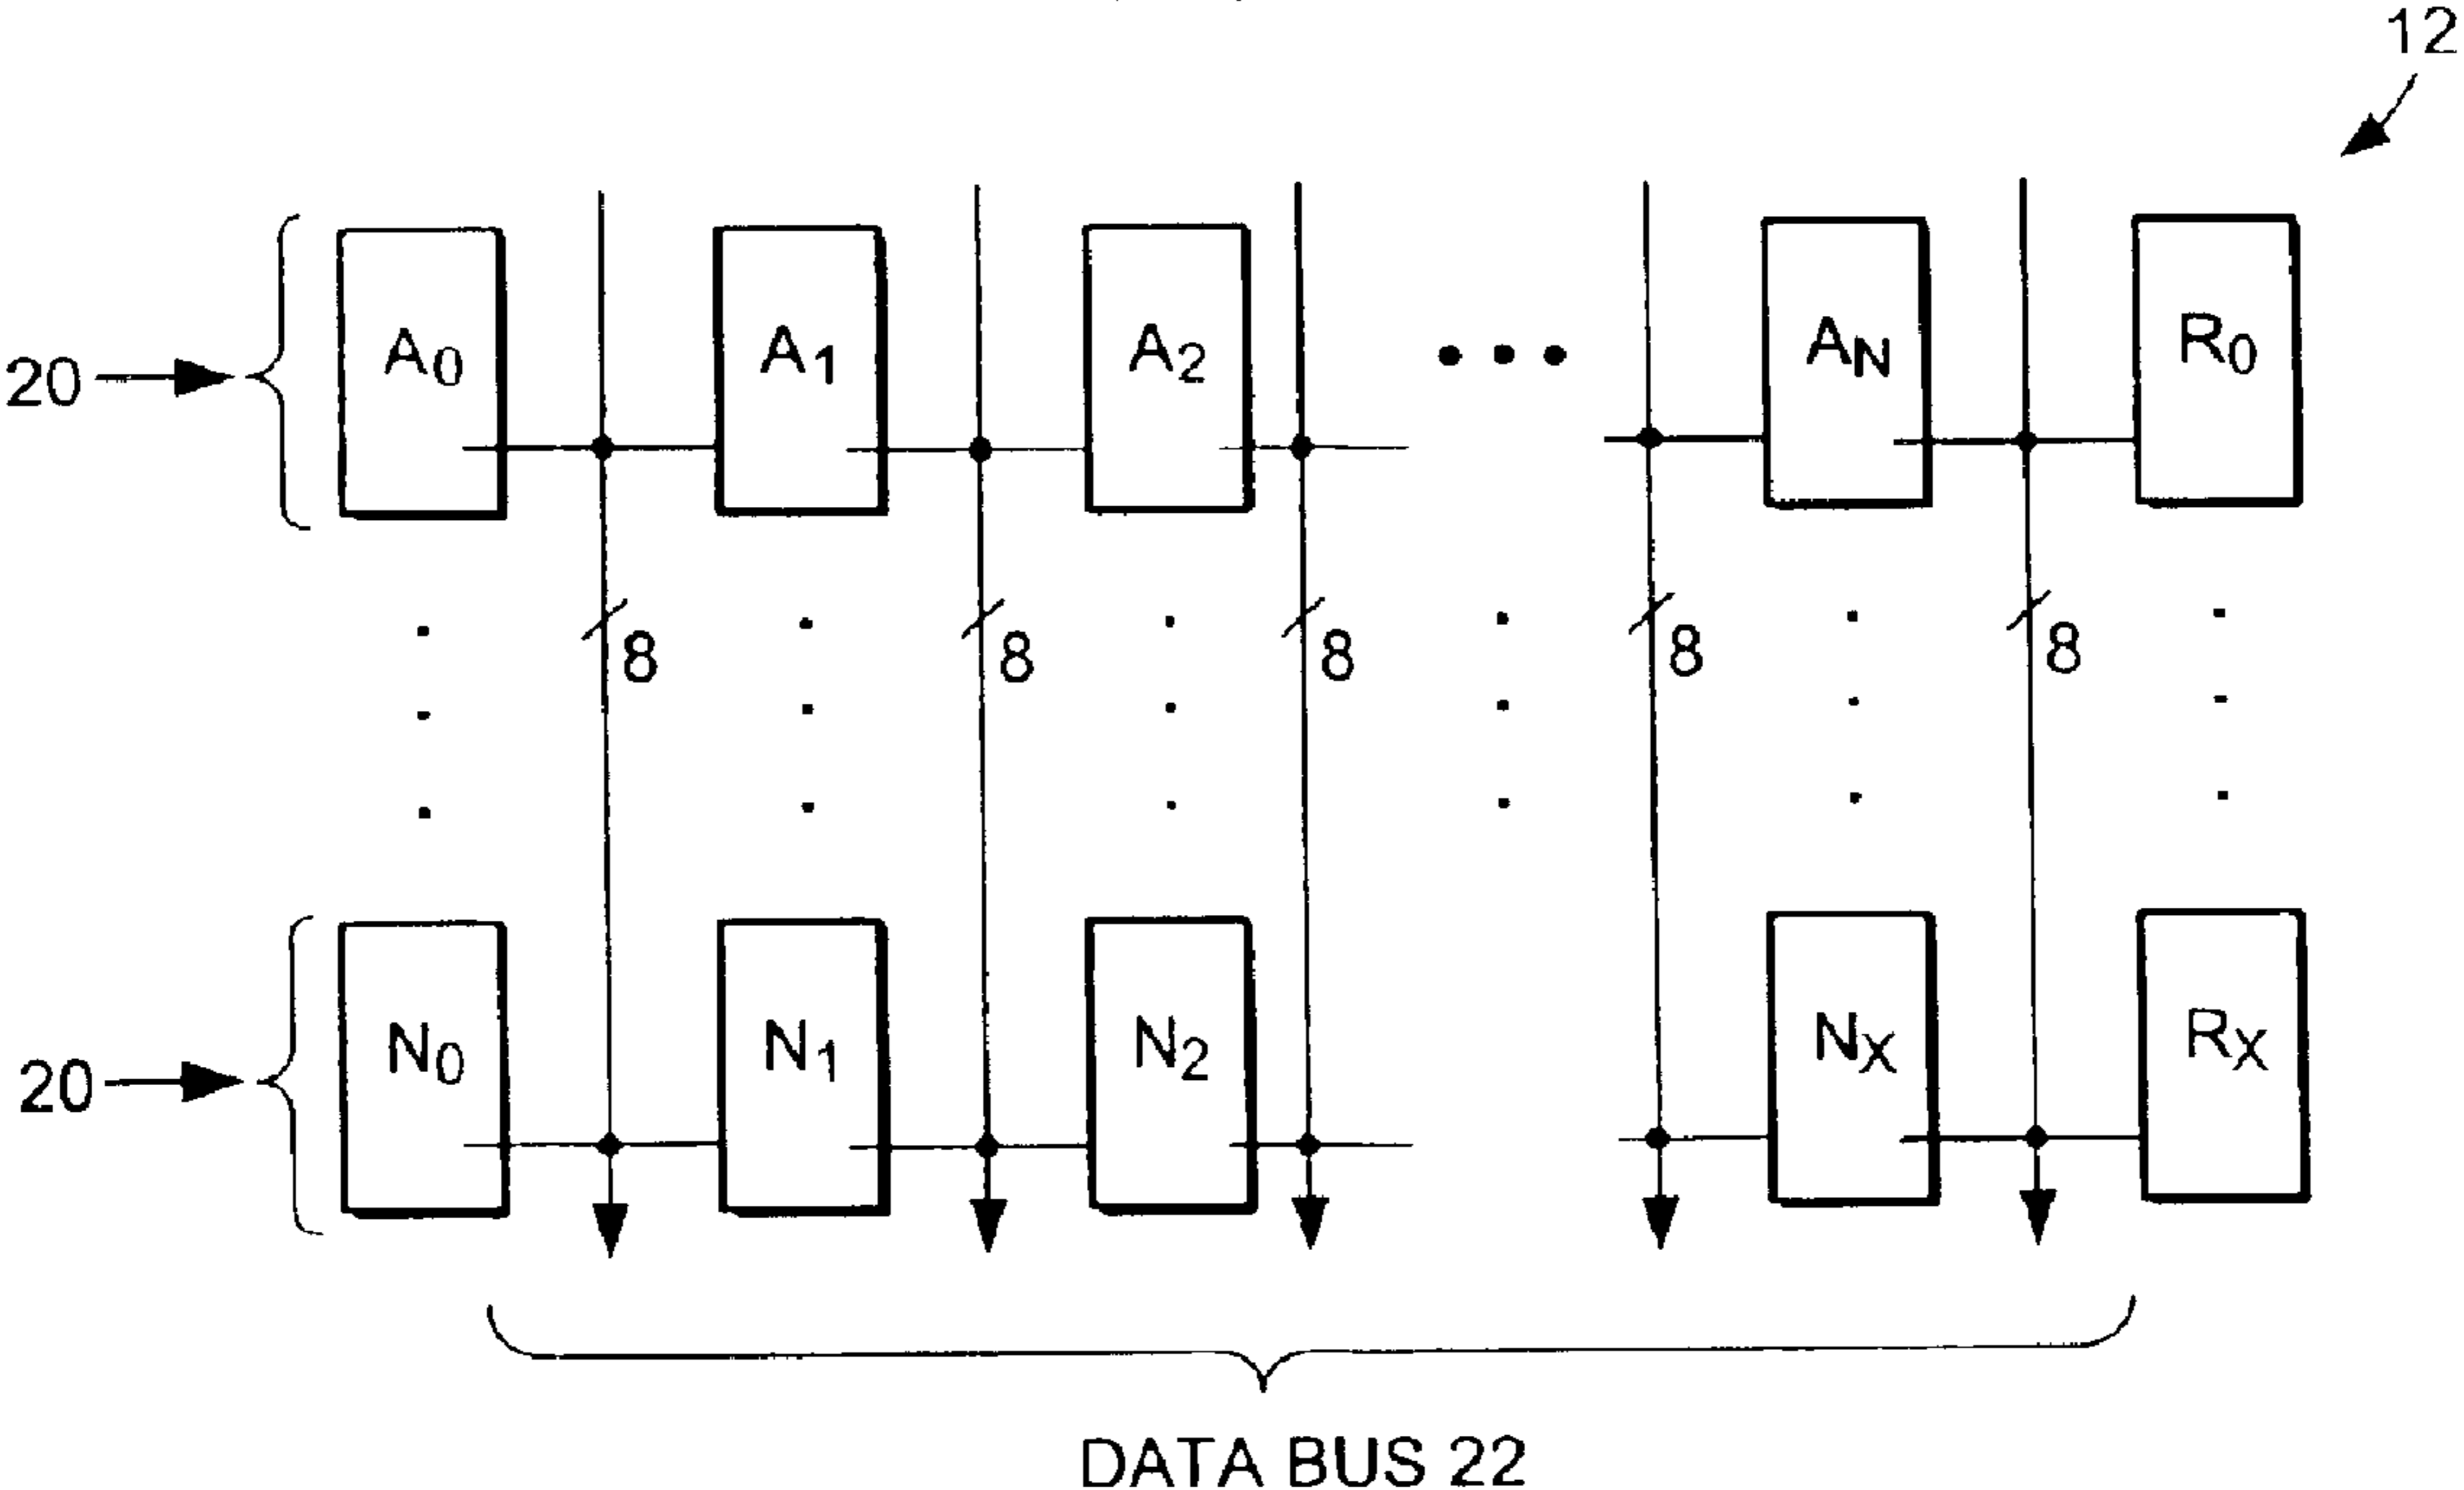 12
20 A0 A1 A2 ••• AN R0
8 8 8 8 8
20 N0 N1 N2 NX RX
DATA BUS 22